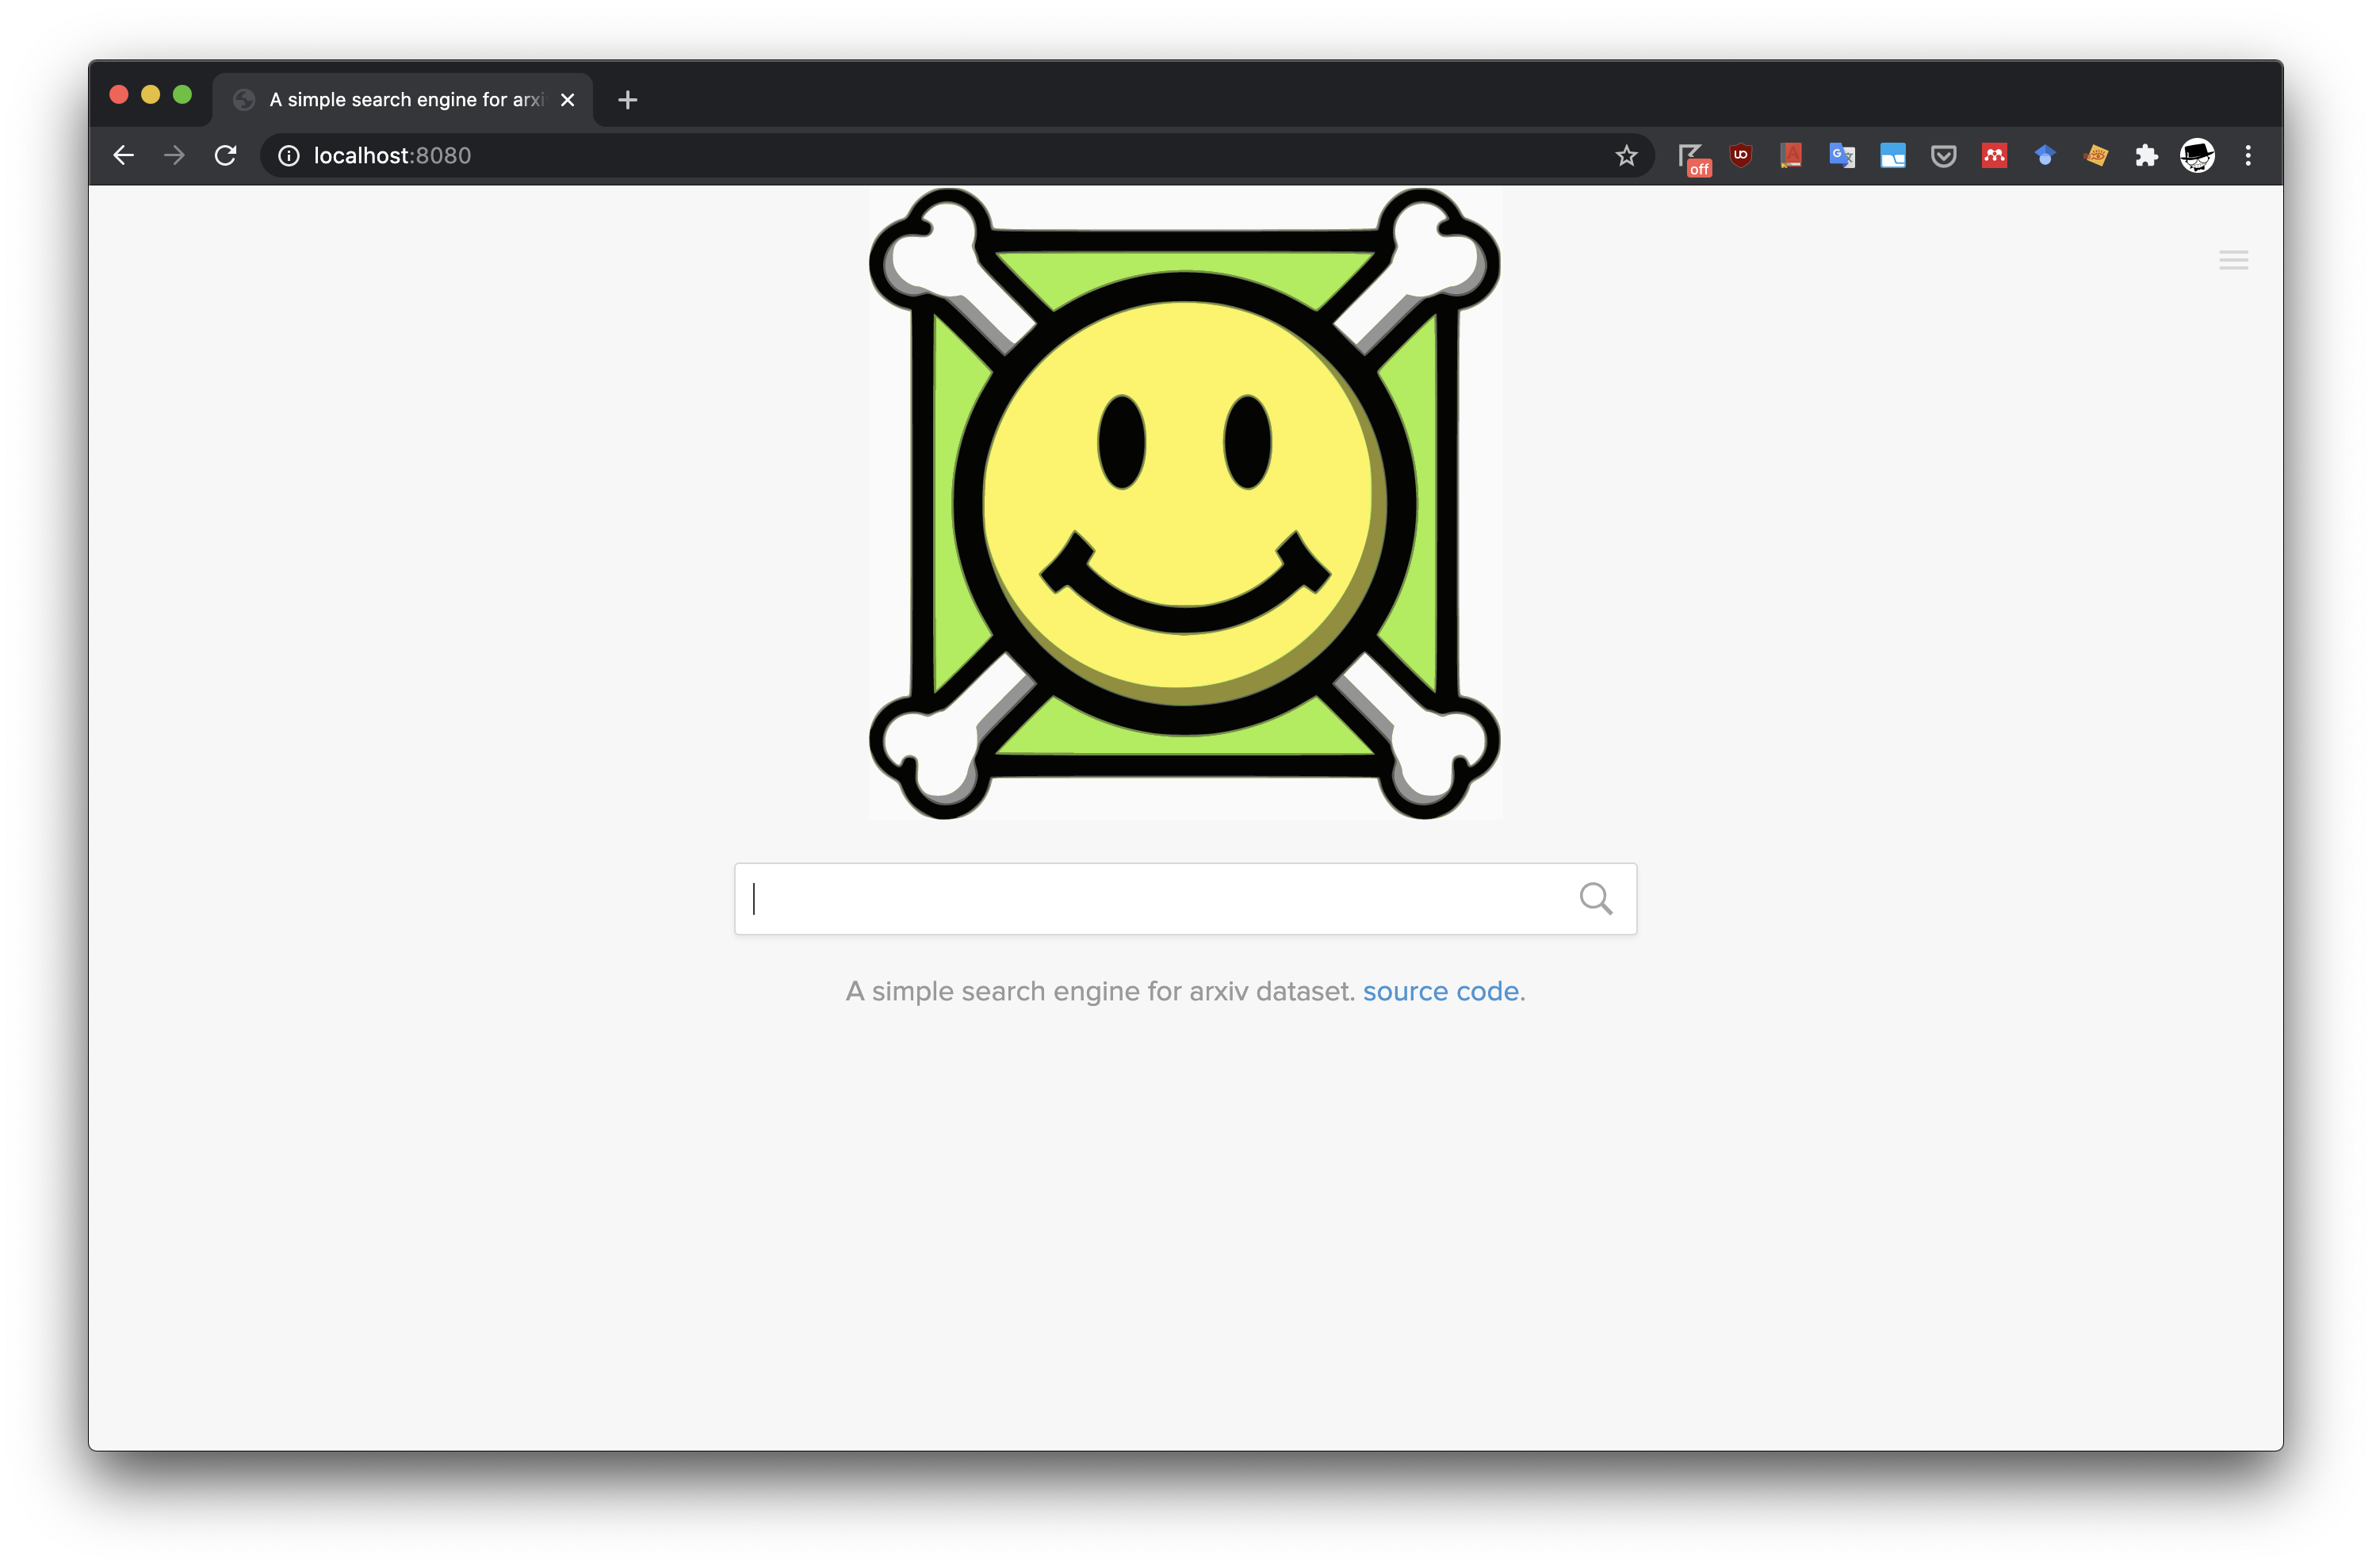 A simple search engine for arxi
localhost:8080
off
A simple search engine for arxiv dataset. source code.